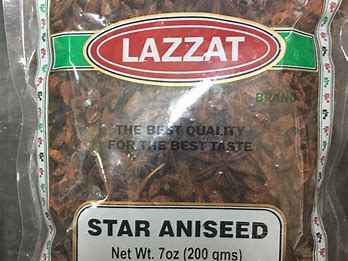 LAZZAT
BRAND
THE BEST QUALITY
FOR THE BEST TASTE
STAR ANISEED
Net Wt. 7oz (200 gms)